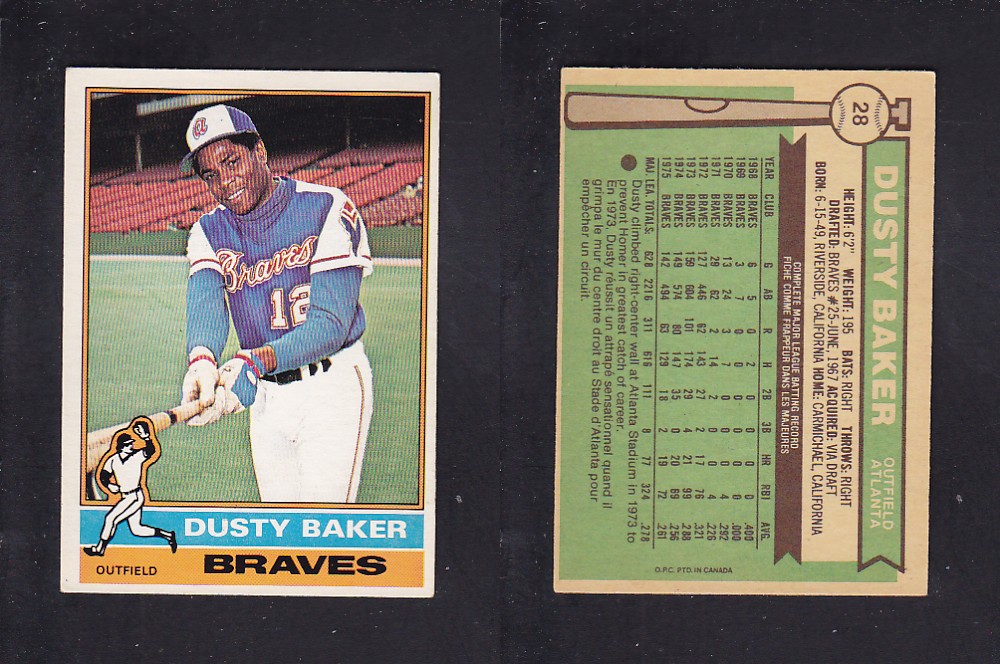 a
Braves
12
DUSTY BAKER
BRAVES
OUTFIELD
28
DUSTY BAKER
OUTFIELD
ATLANTA
HEIGHT: 6'2" WEIGHT: 195 BATS: RIGHT THROWS: RIGHT
DRAFTED: BRAVES #25-JUNE, 1967 ACQUIRED: VIA DRAFT
BORN: 6-15-49, RIVERSIDE, CALIFORNIA HOME: CARMICHAEL, CALIFORNIA
COMPLETE MAJOR LEAGUE BATTING RECORD
FICHE COMME FRAPPEUR DANS LES MAJEURES
YEAR CLUB G AB R H 2B 3B HR RBI AVG.
1968 BRAVES 6 5 0 2 0 0 0 0 .400
1969 BRAVES 3 7 0 0 0 0 0 0 .000
1970 BRAVES 13 24 3 7 0 0 0 4 .292
1971 BRAVES 29 62 2 14 2 0 0 4 .226
1972 BRAVES 127 446 62 143 27 2 17 76 .321
1973 BRAVES 159 604 101 174 29 4 21 99 .288
1974 BRAVES 149 574 80 147 35 0 20 69 .256
1975 BRAVES 142 494 63 129 18 2 19 72 .261
MAJ. LEA. TOTALS: 628 2216 311 616 111 8 77 324 .278
Dusty climbed right-center wall at Atlanta Stadium in 1973 to
prevent Homer in greatest catch of career.
En 1973, Dusty réussit un attrapé sensationnel quand il
grimpa le mur du centre droit au Stade d'Atlanta pour
empêcher un circuit.
O.P.C. PTD. IN CANADA